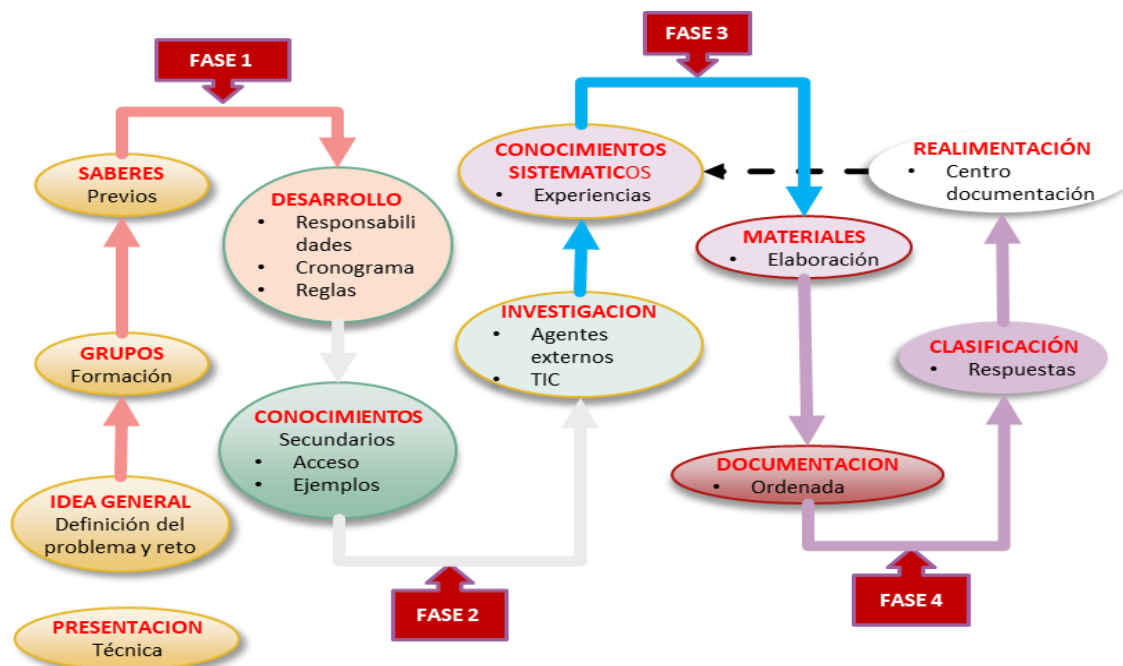 FASE 1
SABERES
Previos
GRUPOS
Formación
IDEA GENERAL
Definición del
problema y reto
PRESENTACION
Técnica
DESARROLLO
• Responsabili
dades
• Cronograma
• Reglas
CONOCIMIENTOS
Secundarios
• Acceso
• Ejemplos
FASE 2
INVESTIGACION
• Agentes
externos
• TIC
CONOCIMIENTOS
SISTEMATICOS
• Experiencias
FASE 3
MATERIALES
• Elaboración
DOCUMENTACION
• Ordenada
FASE 4
CLASIFICACIÓN
• Respuestas
REALIMENTACIÓN
• Centro
documentación